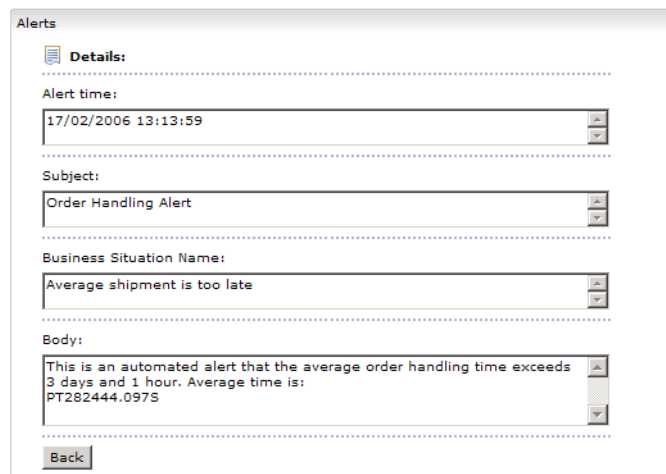 Alerts
Details:
Alert time:
17/02/2006 13:13:59
Subject:
Order Handling Alert
Business Situation Name:
Average shipment is too late
Body:
This is an automated alert that the average order handling time exceeds
3 days and 1 hour. Average time is:
PT282444.097S
Back